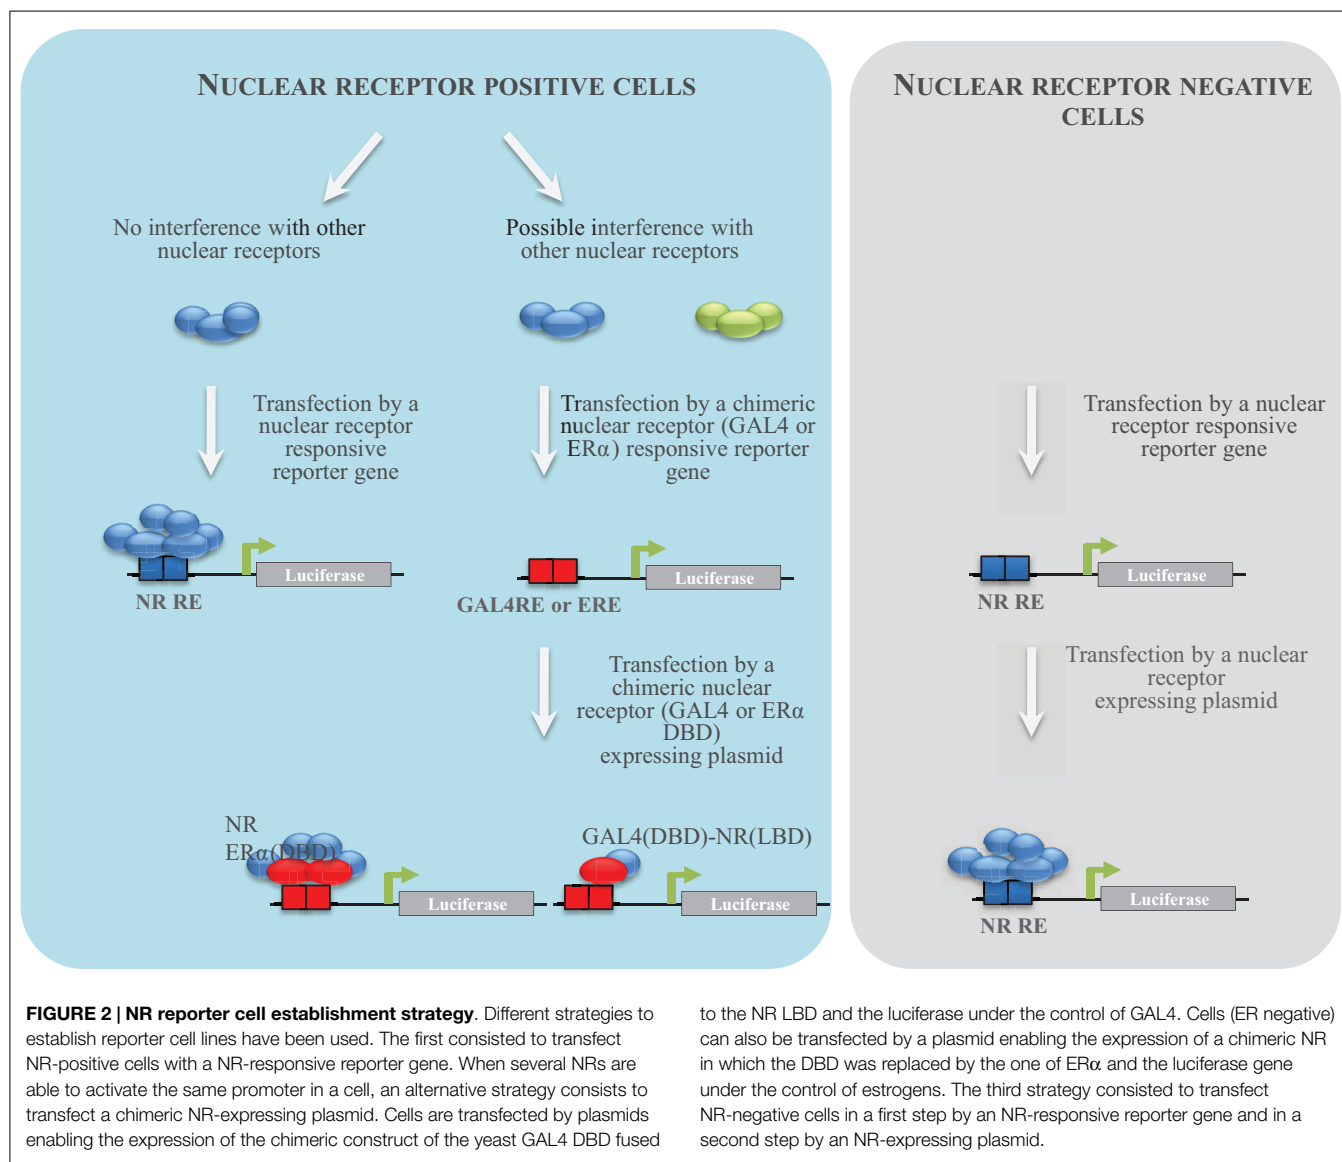 NUCLEAR RECEPTOR POSITIVE CELLS
No interference with other
nuclear receptors
Possible interference with
other nuclear receptors
Transfection by a
nuclear receptor
responsive
reporter gene
Transfection by a chimeric
nuclear receptor (GAL4 or
ERα) responsive reporter
gene
Luciferase
NR RE
Luciferase
GAL4RE or ERE
Transfection by a
chimeric nuclear
receptor (GAL4 or ERα
DBD)
expressing plasmid
NR
ERα(DBD)
GAL4(DBD)-NR(LBD)
Luciferase
Luciferase
NUCLEAR RECEPTOR NEGATIVE
CELLS
Transfection by a nuclear
receptor responsive
reporter gene
Luciferase
NR RE
Transfection by a nuclear
receptor
expressing plasmid
Luciferase
NR RE
FIGURE 2 | NR reporter cell establishment strategy. Different strategies to
establish reporter cell lines have been used. The first consisted to transfect
NR-positive cells with a NR-responsive reporter gene. When several NRs are
able to activate the same promoter in a cell, an alternative strategy consists to
transfect a chimeric NR-expressing plasmid. Cells are transfected by plasmids
enabling the expression of the chimeric construct of the yeast GAL4 DBD fused
to the NR LBD and the luciferase under the control of GAL4. Cells (ER negative)
can also be transfected by a plasmid enabling the expression of a chimeric NR
in which the DBD was replaced by the one of ERα and the luciferase gene
under the control of estrogens. The third strategy consisted to transfect
NR-negative cells in a first step by an NR-responsive reporter gene and in a
second step by an NR-expressing plasmid.